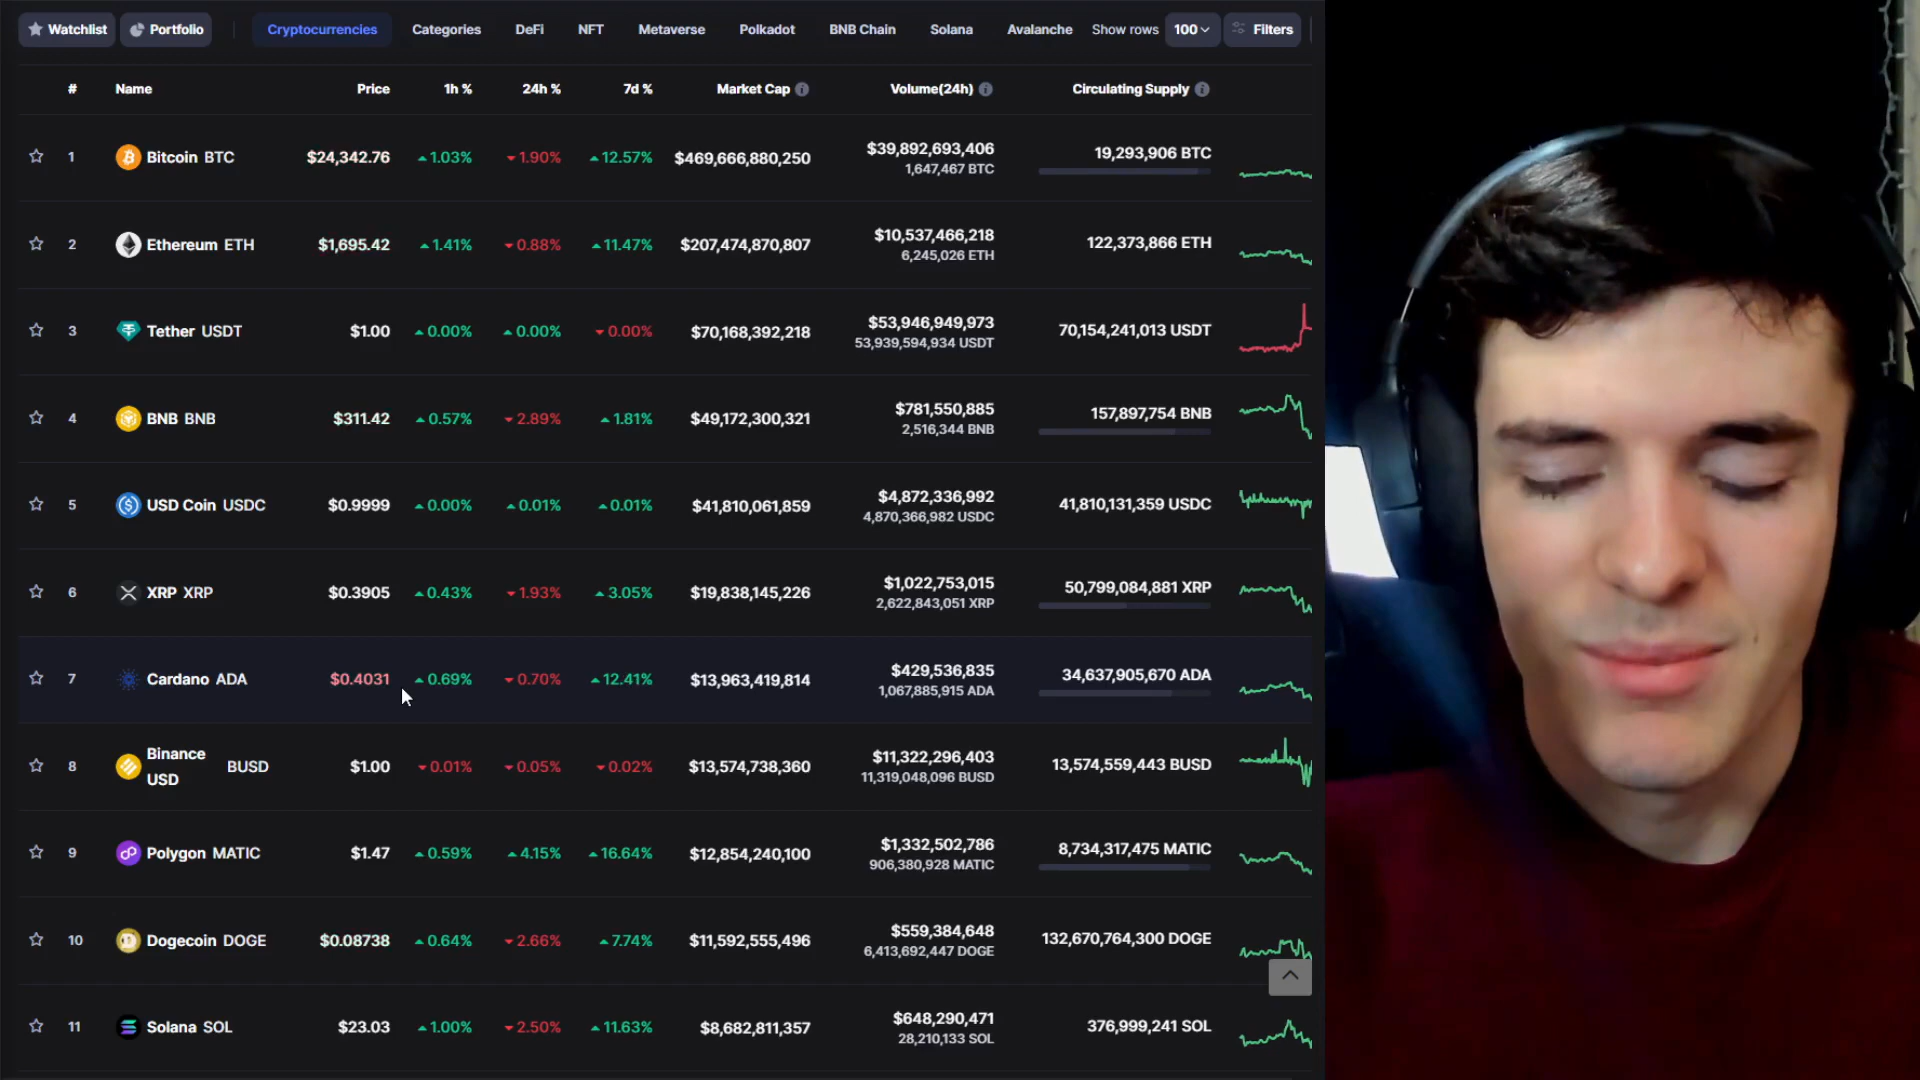 Watchlist Portfolio Cryptocurrencies Categories DeFi NFT Metaverse Polkadot BNB Chain Solana Avalanche Show rows 100 Filters
# Name Price 1h % 24h % 7d % Market Cap Volume(24h) Circulating Supply
1 Bitcoin BTC $24,342.76 1.03% 1.90% 12.57% $469,666,880,250 $39,892,693,406 19,293,906 BTC
1,647,467 BTC
2 Ethereum ETH $1,695.42 1.41% 0.88% 11.47% $207,474,870,807 $10,537,466,218 122,373,866 ETH
6,245,026 ETH
3 Tether USDT $1.00 0.00% 0.00% 0.00% $70,168,392,218 $53,946,949,973 70,154,241,013 USDT
53,939,594,934 USDT
4 BNB BNB $311.42 0.57% 2.89% 1.81% $49,172,300,321 $781,550,885 157,897,754 BNB
2,516,344 BNB
5 USD Coin USDC $0.9999 0.00% 0.01% 0.01% $41,810,061,859 $4,872,336,992 41,810,131,359 USDC
4,870,366,982 USDC
6 XRP XRP $0.3905 0.43% 1.93% 3.05% $19,838,145,226 $1,022,753,015 50,799,084,881 XRP
2,622,843,051 XRP
7 Cardano ADA $0.4031 0.69% 0.70% 12.41% $13,963,419,814 $429,536,835 34,637,905,670 ADA
1,067,885,915 ADA
8 Binance USD BUSD $1.00 0.01% 0.05% 0.02% $13,574,738,360 $11,322,296,403 13,574,559,443 BUSD
11,319,048,096 BUSD
9 Polygon MATIC $1.47 0.59% 4.15% 16.64% $12,854,240,100 $1,332,502,786 8,734,317,475 MATIC
906,380,928 MATIC
10 Dogecoin DOGE $0.08738 0.64% 2.66% 7.74% $11,592,555,496 $559,384,648 132,670,764,300 DOGE
6,413,692,447 DOGE
11 Solana SOL $23.03 1.00% 2.50% 11.63% $8,682,811,357 $648,290,471 376,999,241 SOL
28,210,133 SOL